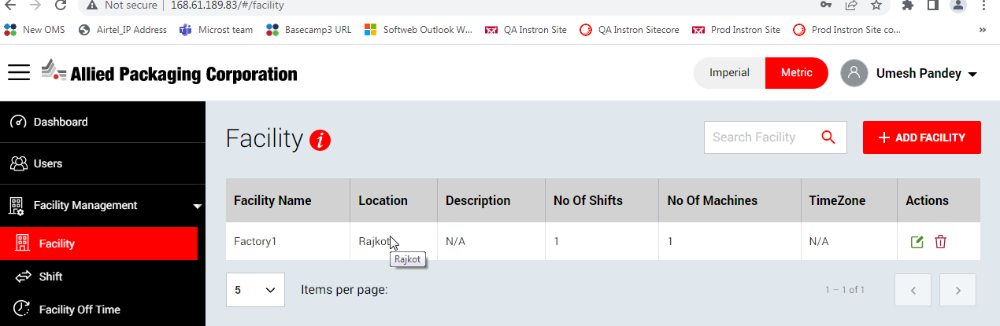 Not secure 168.61.189.83/#/facility
New OMS Airtel_IP Address Microst team Basecamp3 URL Softweb Outlook W... QA Instron Site QA Instron Sitecore Prod Instron Site Prod Instron Site co... »
Allied Packaging Corporation
Imperial Metric
Umesh Pandey
Dashboard
Users
Facility Management
Facility
Shift
Facility Off Time
Facility i
Search Facility
+ ADD FACILITY
Facility Name Location Description No Of Shifts No Of Machines TimeZone Actions
Factory1 Rajkot N/A 1 1 N/A
Rajkot
5 Items per page: 1 – 1 of 1